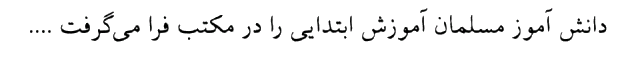 دانش آموز مسلمان آموزش ابتدایی را در مکتب فرا می‌گرفت ....